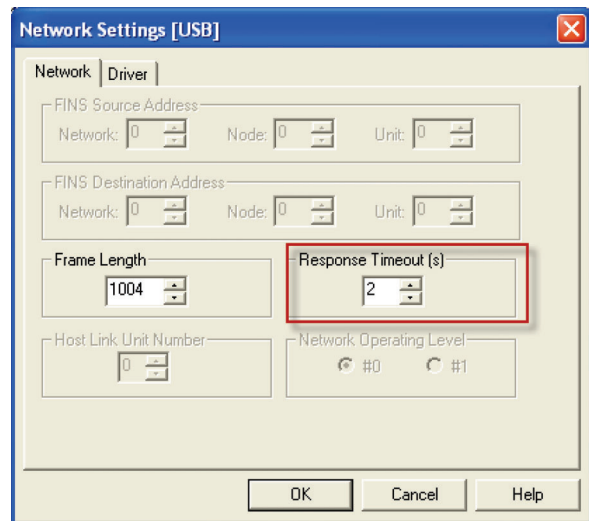 Network Settings [USB]
Network Driver
FINS Source Address
Network: 0 Node: 0 Unit: 0
FINS Destination Address
Network: 0 Node: 0 Unit: 0
Frame Length Response Timeout (s)
1004 2
Host Link Unit Number Network Operating Level
0 #0 #1
OK Cancel Help